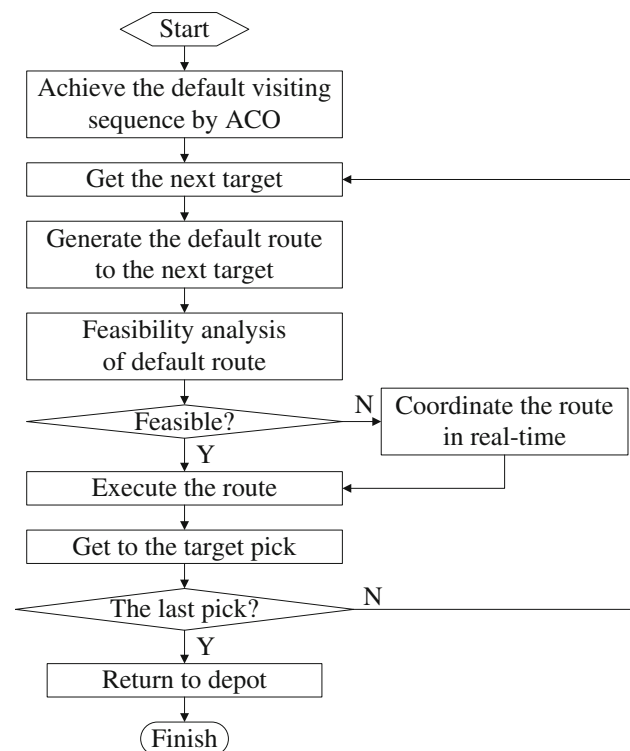 Start
Achieve the default visiting
sequence by ACO
Get the next target
Generate the default route
to the next target
Feasibility analysis
of default route
Feasible?
N
Coordinate the route
in real-time
Y
Execute the route
Get to the target pick
The last pick?
N
Y
Return to depot
Finish